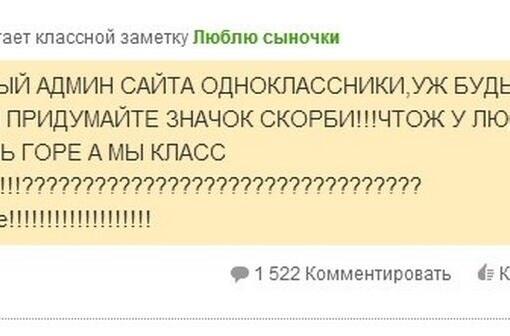 тает классной заметку Люблю сыночки
ЫЙ АДМИН САЙТА ОДНОКЛАССНИКИ,УЖ БУДЬ
ПРИДУМАЙТЕ ЗНАЧОК СКОРБИ!!!ЧТОЖ У ЛЮ
Ь ГОРЕ А МЫ КЛАСС
!!!???????????????????????????????????
е!!!!!!!!!!!!!!!!!!!
1 522 Комментировать К